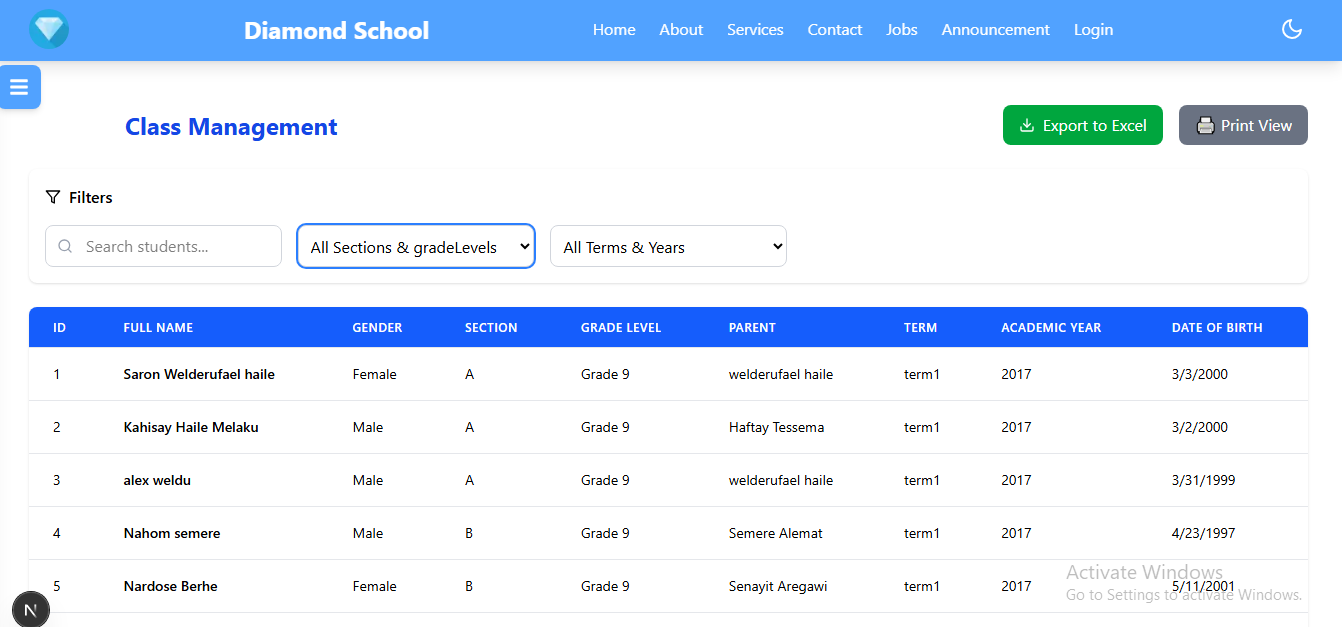 Diamond School
Home About Services Contact Jobs Announcement Login
Class Management
Export to Excel
Print View
Filters
Search students...
All Sections & gradeLevels
All Terms & Years
ID FULL NAME GENDER SECTION GRADE LEVEL PARENT TERM ACADEMIC YEAR DATE OF BIRTH
1 Saron Welderufael haile Female A Grade 9 welderufael haile term1 2017 3/3/2000
2 Kahisay Haile Melaku Male A Grade 9 Haftay Tessema term1 2017 3/2/2000
3 alex weldu Male A Grade 9 welderufael haile term1 2017 3/31/1999
4 Nahom semere Male B Grade 9 Semere Alemat term1 2017 4/23/1997
5 Nardose Berhe Female B Grade 9 Senayit Aregawi term1 2017 5/11/2001
Activate Windows
Go to Settings to activate Windows.
N